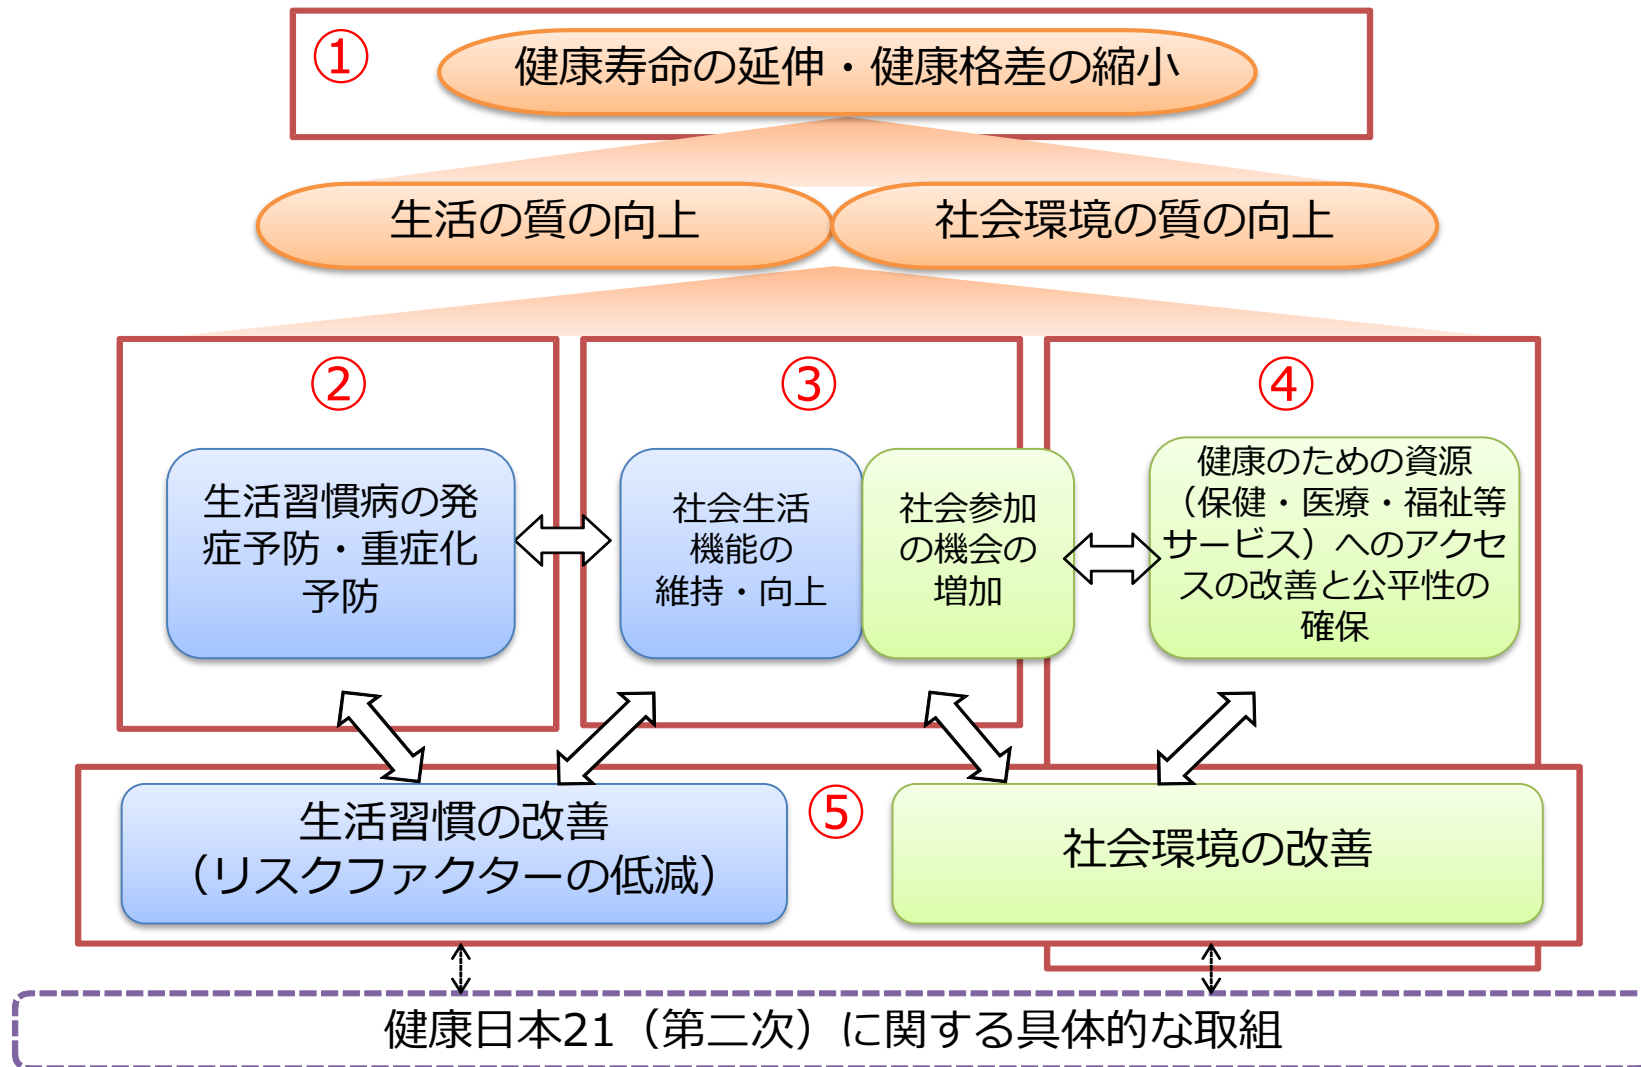 ①
健康寿命の延伸・健康格差の縮小
生活の質の向上
社会環境の質の向上
②
③
④
生活習慣病の発
症予防・重症化
予防
社会生活
機能の
維持・向上
社会参加
の機会の
増加
健康のための資源
（保健・医療・福祉等
サービス）へのアクセ
スの改善と公平性の
確保
生活習慣の改善
（リスクファクターの低減）
⑤
社会環境の改善
健康日本21（第二次）に関する具体的な取組